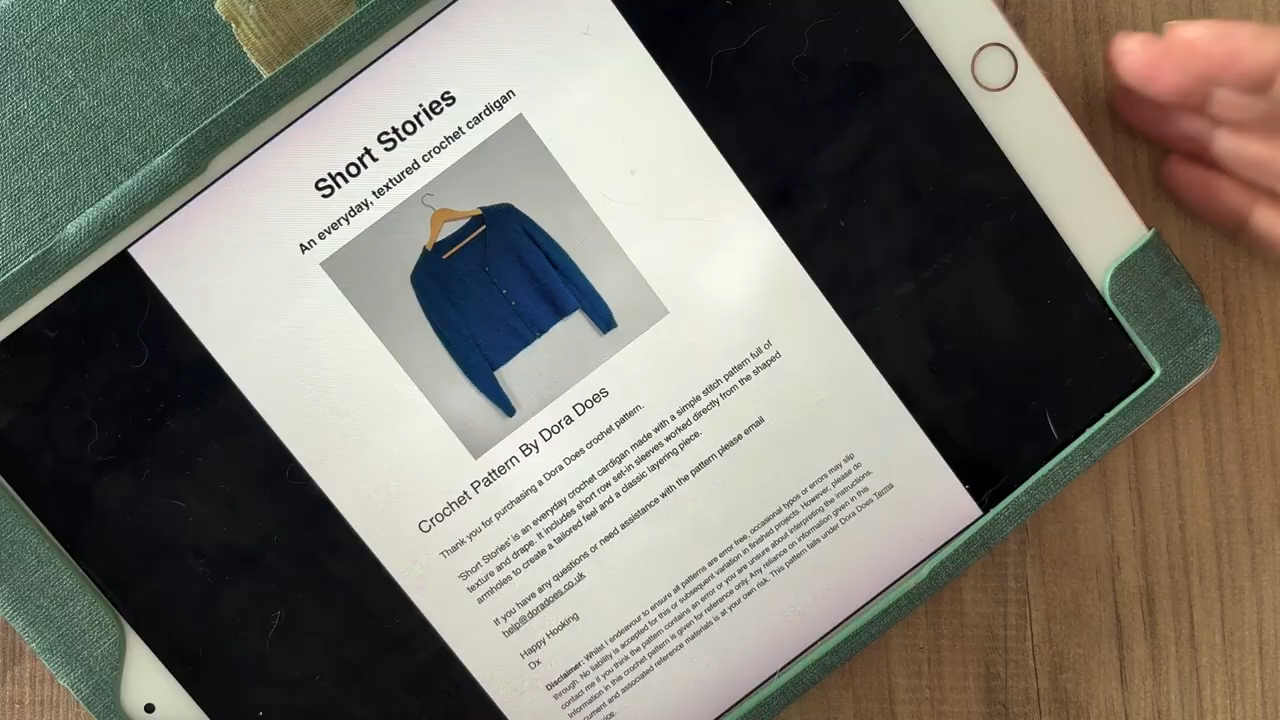 Short Stories
An everyday, textured crochet cardigan
Crochet Pattern By Dora Does
Thank you for purchasing a Dora Does crochet pattern.
'Short Stories' is an everyday crochet cardigan made with a simple stitch pattern full of
texture and drape. It includes short row set-in sleeves worked directly from the shaped
armholes to create a tailored feel and a classic layering piece.
If you have any questions or need assistance with the pattern please email
help@doradoes.co.uk
Happy Hooking
Dx
Disclaimer: Whilst I endeavour to ensure all patterns are error free, occasional typos or errors may slip
through. No liability is accepted for this or subsequent variation in finished projects. However, please do
contact me if you think the pattern contains an error or you are unsure about interpreting the instructions.
Information in this crochet pattern is given for reference only. Any reliance on information given in this
document and associated reference materials is at your own risk. This pattern falls under Dora Does Terms